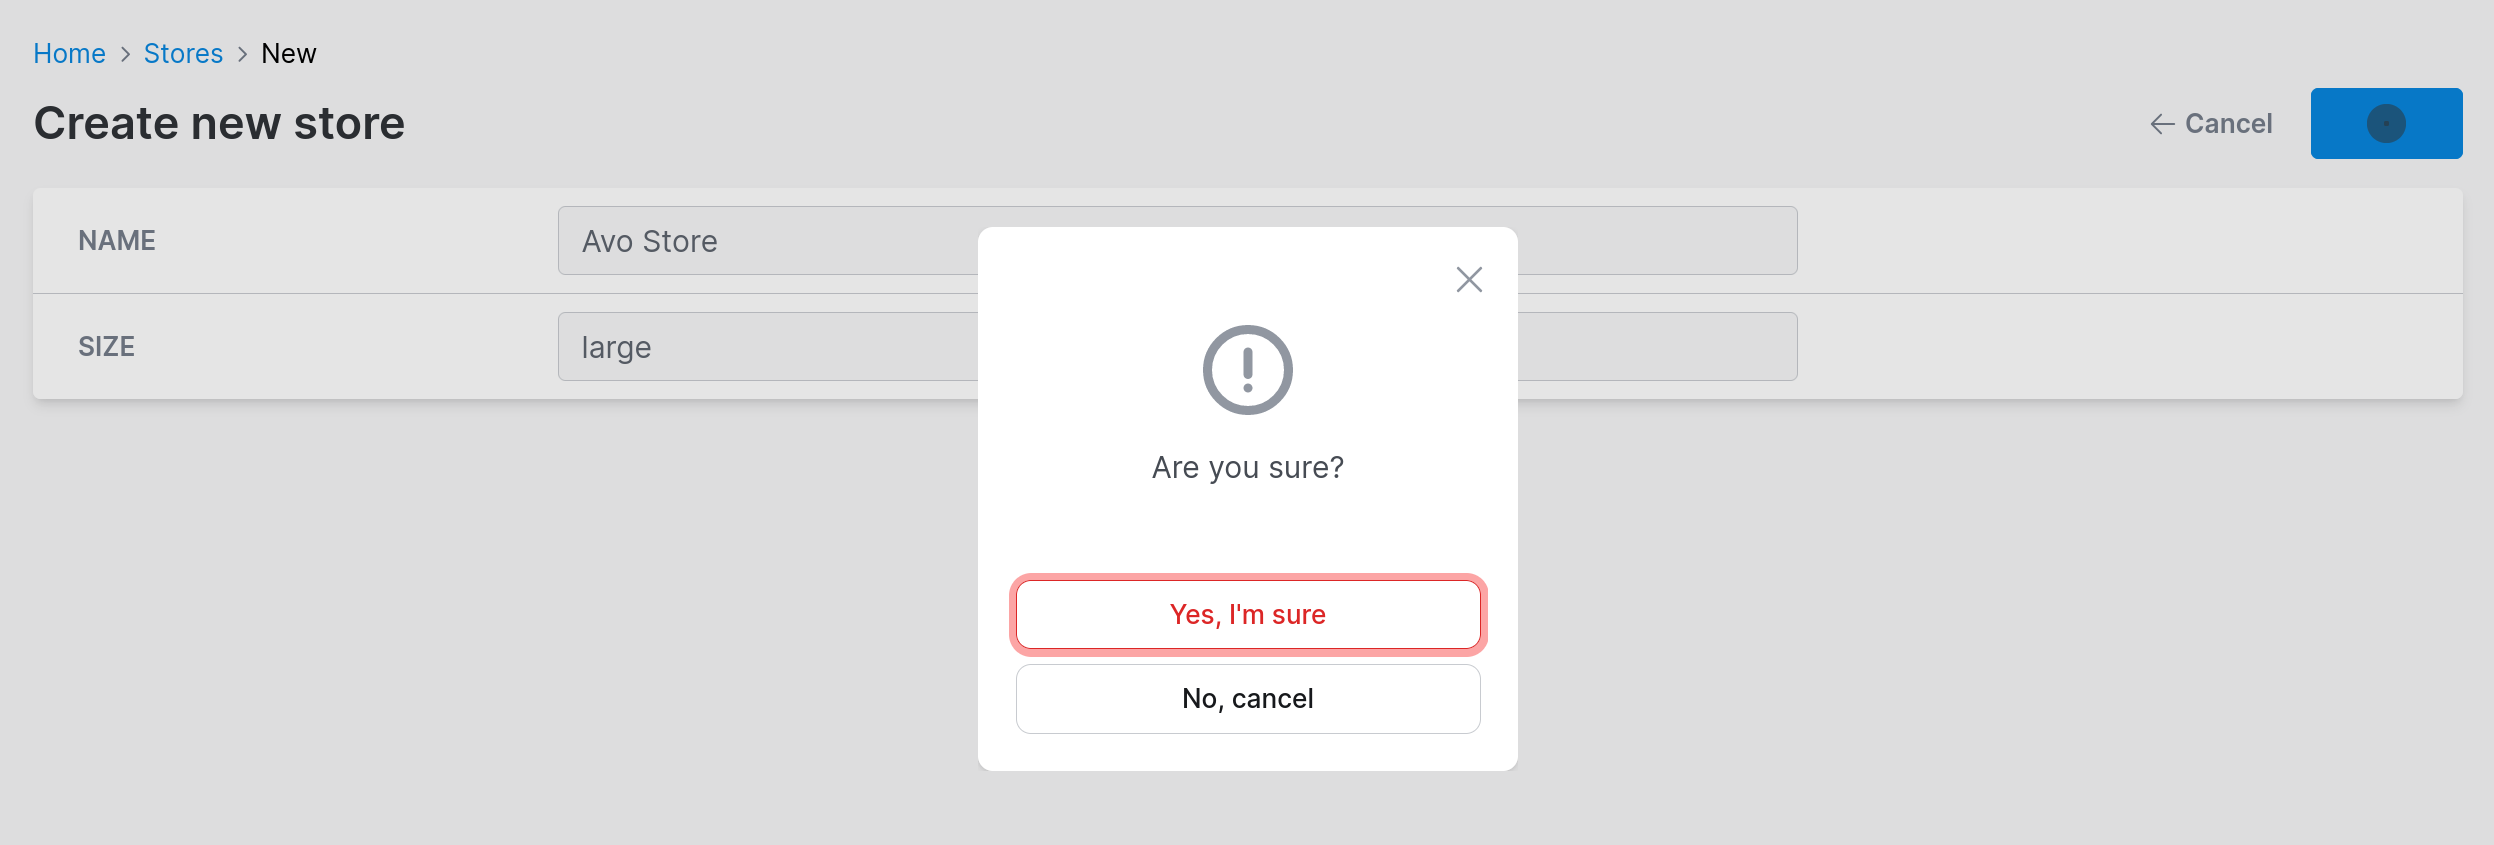 Home > Stores > New
Create new store
Cancel
NAME
Avo Store
SIZE
large
Are you sure?
Yes, I'm sure
No, cancel